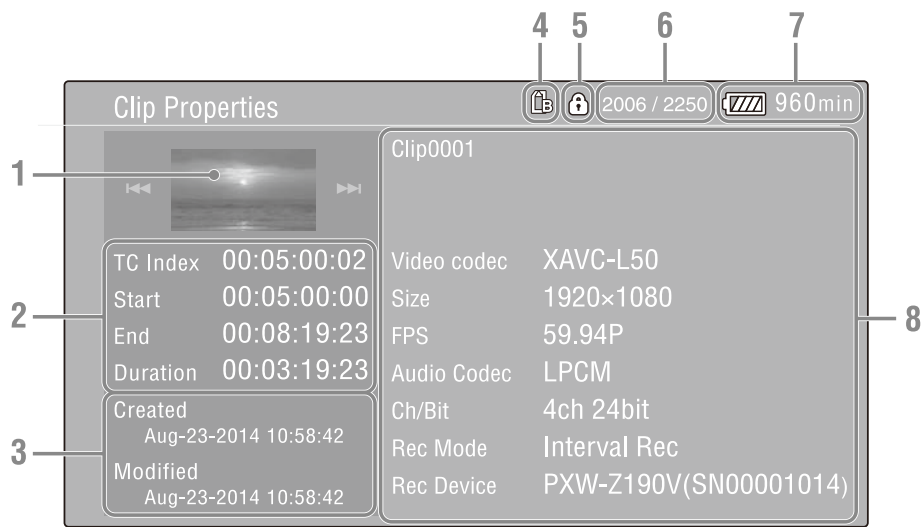 4 5 6 7
Clip Properties
B 2006 / 2250 960min
1
Clip0001
2
TC Index 00:05:00:02
Start 00:05:00:00
End 00:08:19:23
Duration 00:03:19:23
3
Created
Aug-23-2014 10:58:42
Modified
Aug-23-2014 10:58:42
Video codec XAVC-L50
Size 1920×1080
FPS 59.94P
Audio Codec LPCM
Ch/Bit 4ch 24bit
Rec Mode Interval Rec
Rec Device PXW-Z190V(SN00001014)
8